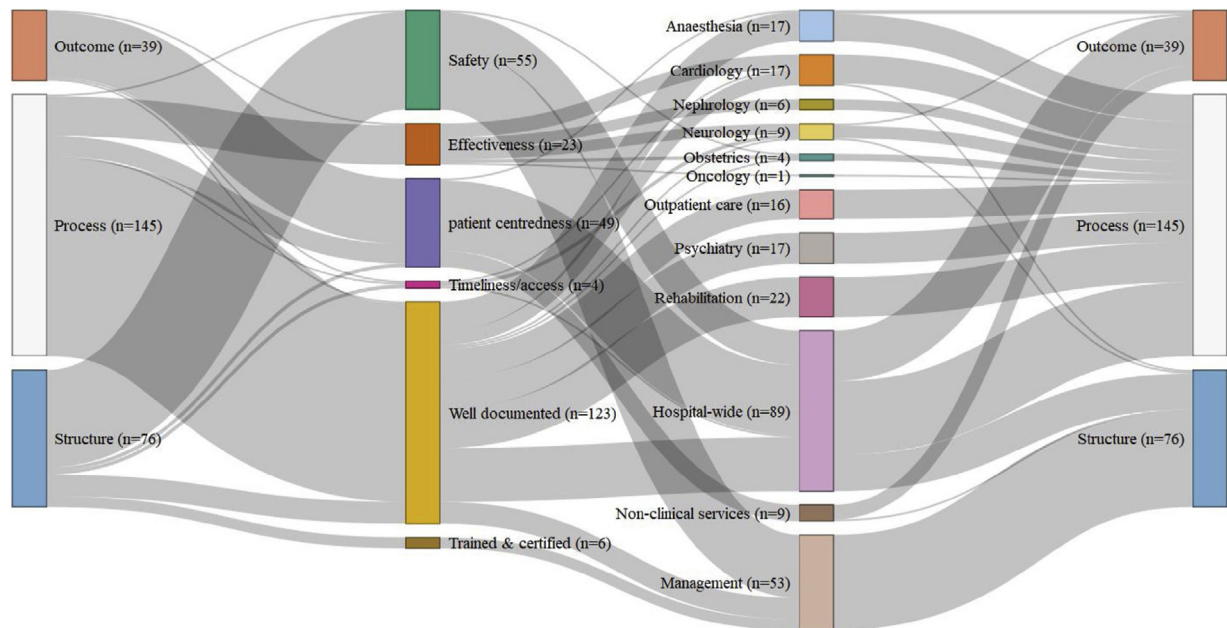 Outcome (n=39)
Process (n=145)
Structure (n=76)
Safety (n=55)
Effectiveness (n=23)
patient centredness (n=49)
Timeliness/access (n=4)
Well documented (n=123)
Trained & certified (n=6)
Anaesthesia (n=17)
Cardiology (n=17)
Nephrology (n=6)
Neurology (n=9)
Obstetrics (n=4)
Oncology (n=1)
Outpatient care (n=16)
Psychiatry (n=17)
Rehabilitation (n=22)
Hospital-wide (n=89)
Non-clinical services (n=9)
Management (n=53)
Outcome (n=39)
Process (n=145)
Structure (n=76)